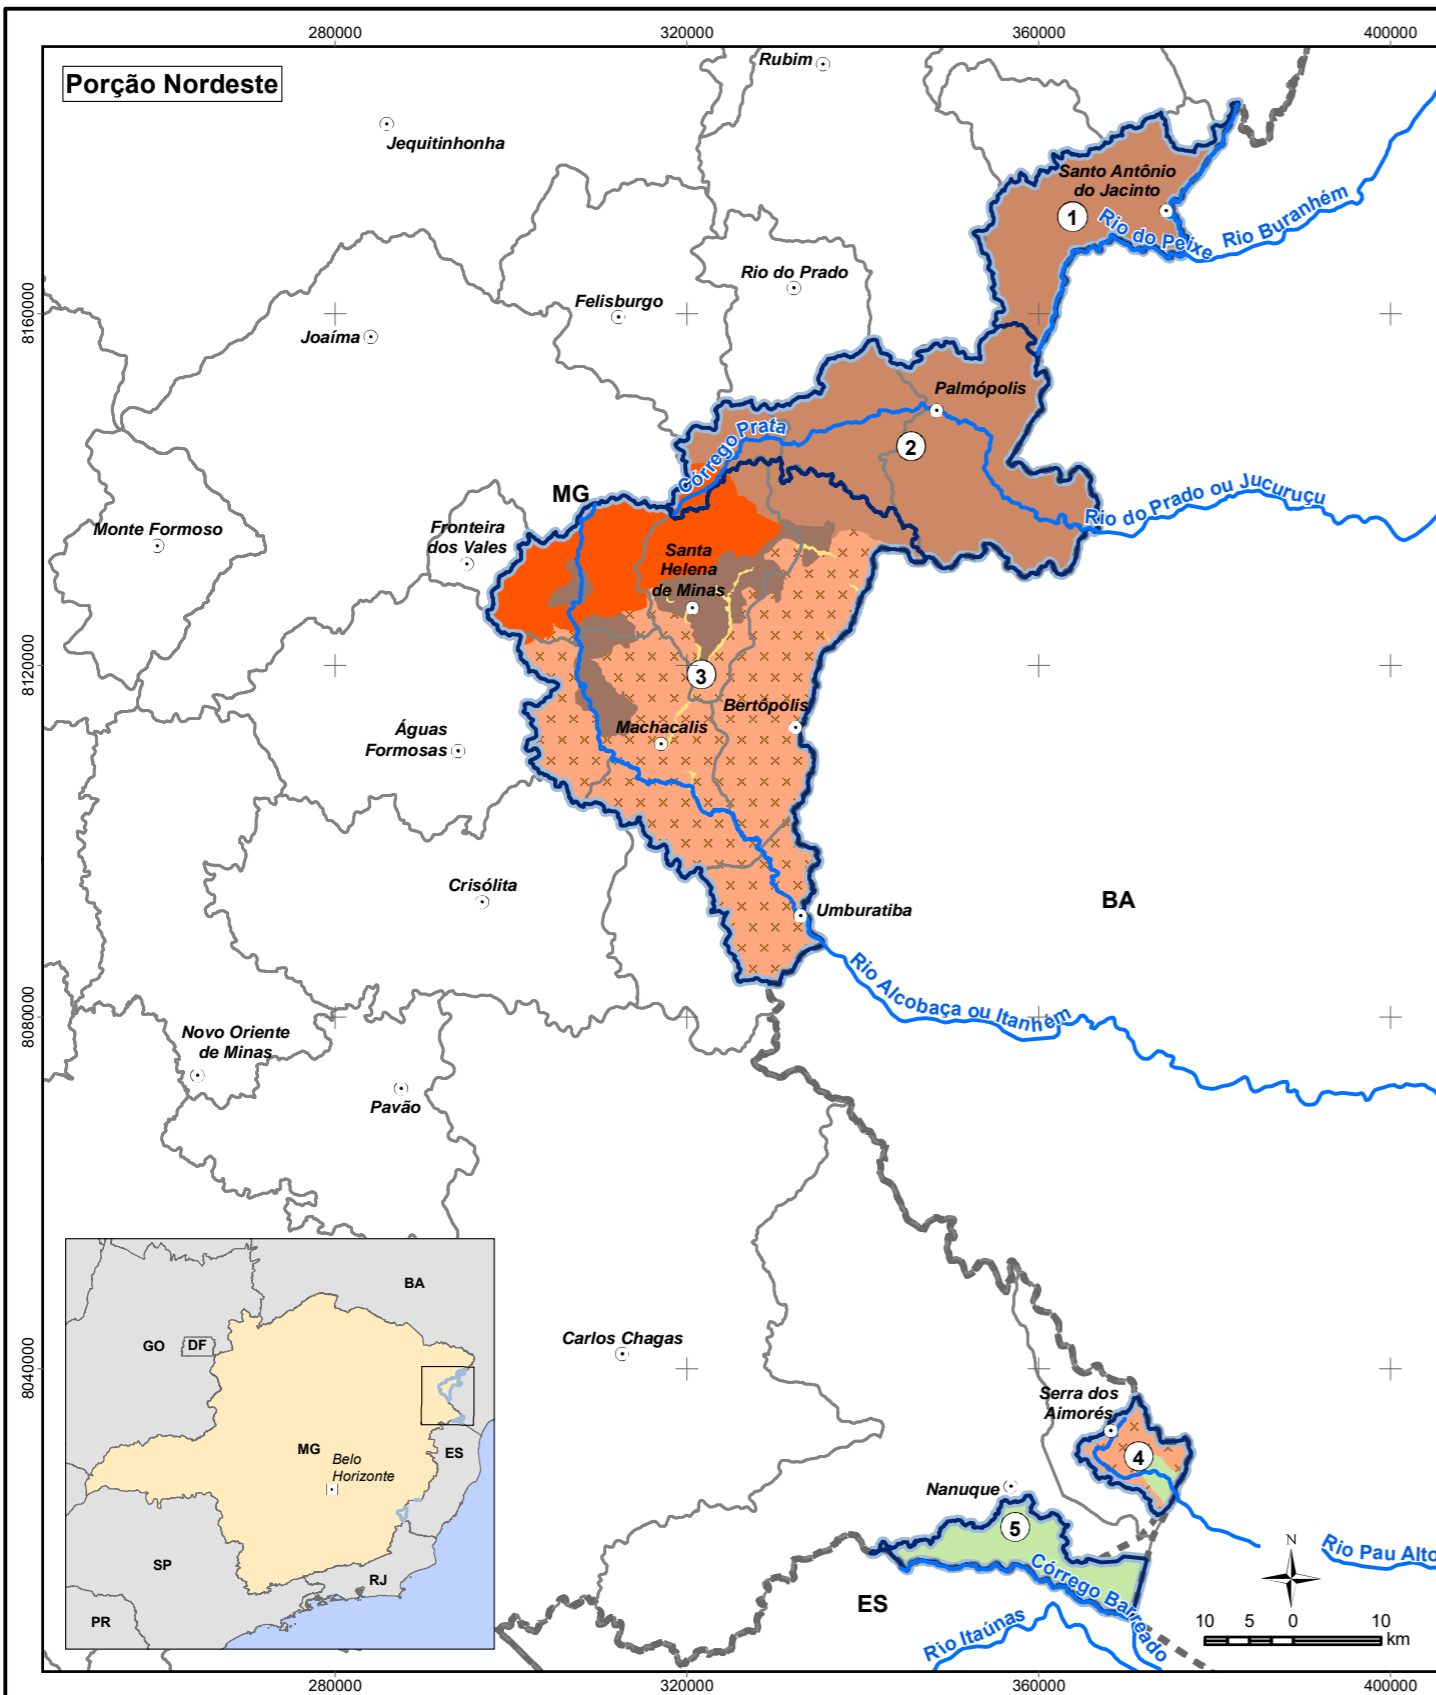 280000
320000
360000
400000
Porção Nordeste
Rubim
Jequitinhonha
Santo Antônio
do Jacinto
1
Rio do Peixe
Rio Buranhém
Rio do Prado
Felisburgo
8160000
Joaíma
Palmópolis
Córrego Prata
2
MG
Rio do Prado ou Jucuruçu
Monte Formoso
Fronteira
dos Vales
Santa
Helena
de Minas
8120000
3
Bertópolis
Machacalis
Águas
Formosas
Crisólita
BA
Umburatiba
Rio Alcobaça ou Itanhém
8080000
Novo Oriente
de Minas
Pavão
BA
GO
DF
MG
Belo
Horizonte
ES
SP
RJ
PR
Carlos Chagas
8040000
Serra dos
Aimorés
4
Nanuque
5
Rio Pau Alto
Córrego Barreado
ES
Rio Itaúnas
N
10 5 0 10
km
280000
320000
360000
400000